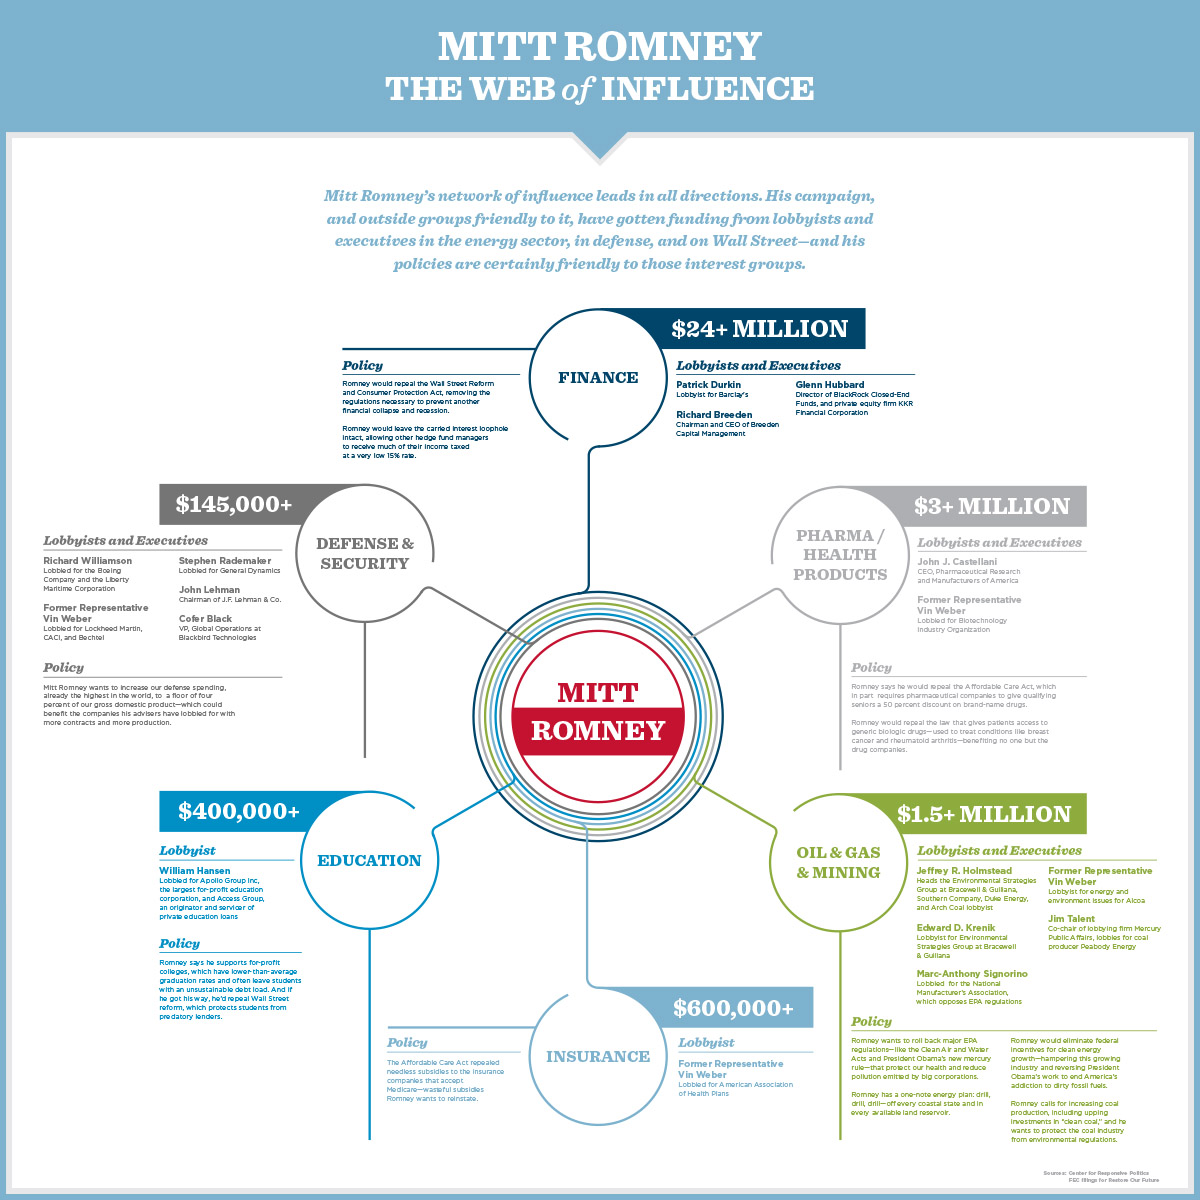 MITT ROMNEY
THE WEB of INFLUENCE
Mitt Romney's network of influence leads in all directions. His campaign,
and outside groups friendly to it, have gotten funding from lobbyists and
executives in the energy sector, in defense, and on Wall Street—and his
policies are certainly friendly to those interest groups.
FINANCE
$24+ MILLION
Policy
Romney would repeal the Wall Street Reform
and Consumer Protection Act, removing the
regulations necessary to prevent another
financial collapse and recession.
Romney would leave the carried interest loophole
intact, allowing other hedge fund managers
to receive much of their income taxed
at a very low 15% rate.
Lobbyists and Executives
Patrick Durkin
Lobbyist for Barclay's
Richard Breeden
Chairman and CEO of Breeden
Capital Management
Glenn Hubbard
Director of BlackRock Closed-End
Funds, and private equity firm KKR
Financial Corporation
$145,000+
DEFENSE &
SECURITY
Lobbyists and Executives
Richard Williamson
Lobbied for the Boeing
Company and the Liberty
Maritime Corporation
Former Representative
Vin Weber
Lobbied for Lockheed Martin,
CACI, and Bechtel
Stephen Rademaker
Lobbied for General Dynamics
John Lehman
Chairman of J.F. Lehman & Co.
Cofer Black
VP, Global Operations at
Blackbird Technologies
Policy
Mitt Romney wants to increase our defense spending,
already the highest in the world, to a floor of four
percent of our gross domestic product—which could
benefit the companies his advisers have lobbied for with
more contracts and more production.
PHARMA /
HEALTH
PRODUCTS
$3+ MILLION
Lobbyists and Executives
John J. Castellani
CEO, Pharmaceutical Research
and Manufacturers of America
Former Representative
Vin Weber
Lobbied for Biotechnology
Industry Organization
Policy
Romney says he would repeal the Affordable Care Act, which
in part requires pharmaceutical companies to give qualifying
seniors a 50 percent discount on brand-name drugs.
Romney would repeal the law that gives patients access to
generic biologic drugs—used to treat conditions like breast
cancer and rheumatoid arthritis—benefiting no one but the
drug companies.
MITT
ROMNEY
$400,000+
EDUCATION
Lobbyist
William Hansen
Lobbied for Apollo Group Inc,
the largest for-profit education
corporation, and Access Group,
an originator and servicer of
private education loans
Policy
Romney says he supports for-profit
colleges, which have lower-than-average
graduation rates and often leave students
with an unsustainable debt load. And if
he got his way, he'd repeal Wall Street
reform, which protects students from
predatory lenders.
OIL & GAS
& MINING
$1.5+ MILLION
Lobbyists and Executives
Jeffrey R. Holmstead
Heads the Environmental Strategies
Group at Bracewell & Guiliana,
Southern Company, Duke Energy,
and Arch Coal lobbyist
Edward D. Krenik
Lobbyist for Environmental
Strategies Group at Bracewell
& Guiliana
Marc-Anthony Signorino
Lobbied for the National
Manufacturer's Association,
which opposes EPA regulations
Former Representative
Vin Weber
Lobbyist for energy and
environment issues for Alcoa
Jim Talent
Co-chair of lobbying firm Mercury
Public Affairs, lobbies for coal
producer Peabody Energy
Policy
Romney wants to roll back major EPA
regulations—like the Clean Air and Water
Acts and President Obama's new mercury
rule—that protect our health and reduce
pollution emitted by big corporations.
Romney has a one-note energy plan: drill,
drill, drill—off every coastal state and in
every available land reservoir.
Romney would eliminate federal
incentives for clean energy
growth—hampering this growing
industry and reversing President
Obama's work to end America's
addiction to dirty fossil fuels.
Romney calls for increasing coal
production, including upping
investments in "clean coal," and he
wants to protect the coal industry
from environmental regulations.
INSURANCE
$600,000+
Policy
The Affordable Care Act repealed
needless subsidies to the insurance
companies that accept
Medicare—wasteful subsidies
Romney wants to reinstate.
Lobbyist
Former Representative
Vin Weber
Lobbied for American Association
of Health Plans
Sources: Center for Responsive Politics
FEC filings for Restore Our Future